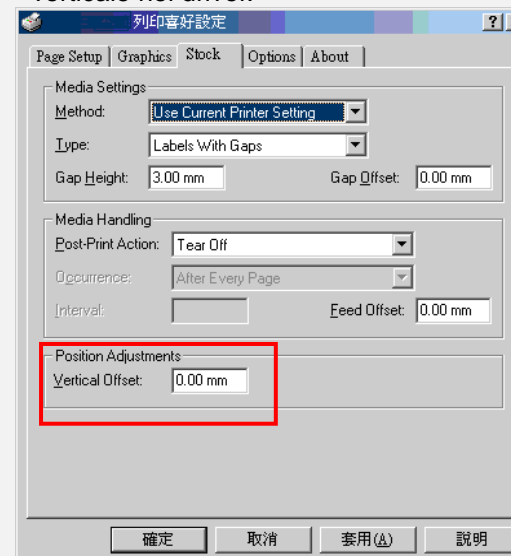 列印喜好設定
?
Page Setup Graphics Stock Options About
Media Settings
Method: Use Current Printer Setting
Type: Labels With Gaps
Gap Height: 3.00 mm Gap Offset: 0.00 mm
Media Handling
Post-Print Action: Tear Off
Occurrence: After Every Page
Interval: Feed Offset: 0.00 mm
Position Adjustments
Vertical Offset: 0.00 mm
確定 取消 套用(A) 說明